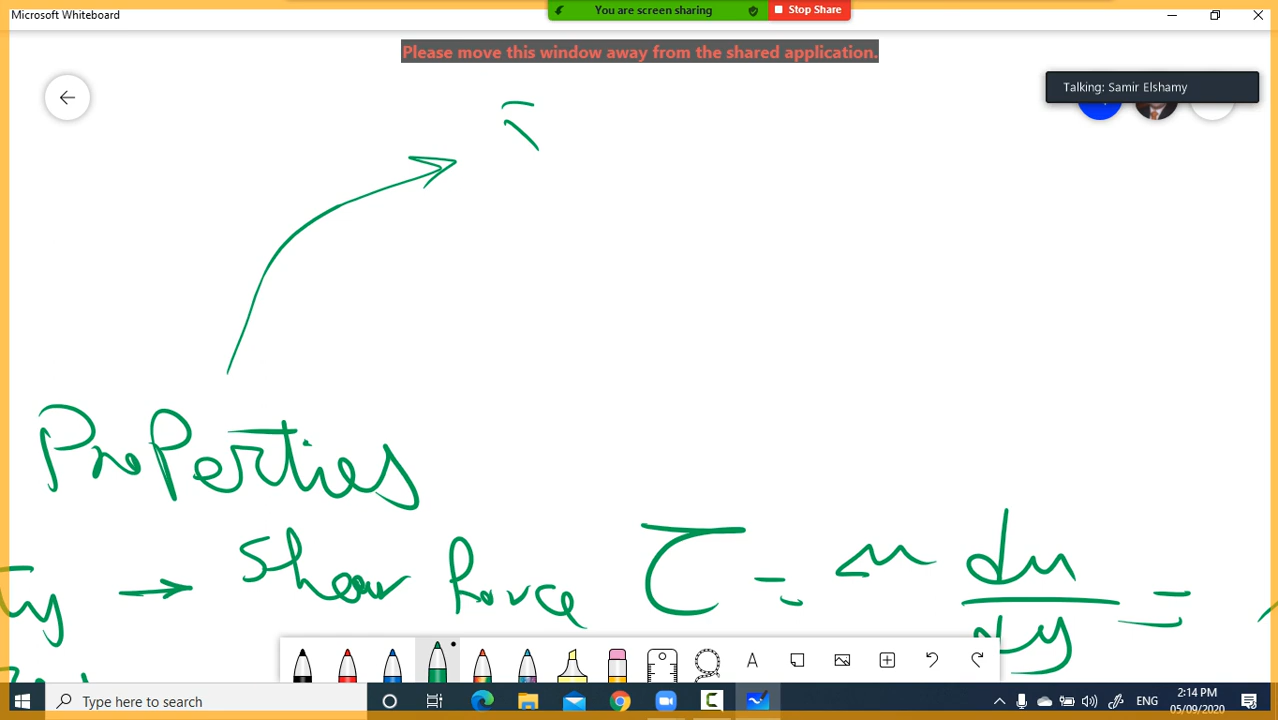 Microsoft Whiteboard
You are screen sharing
Stop Share
Please move this window away from the shared application.
Talking: Samir Elshamy
Properties
ty → shear force τ = μ du/dy =
A
Type here to search
ENG
2:14 PM
05/09/2020